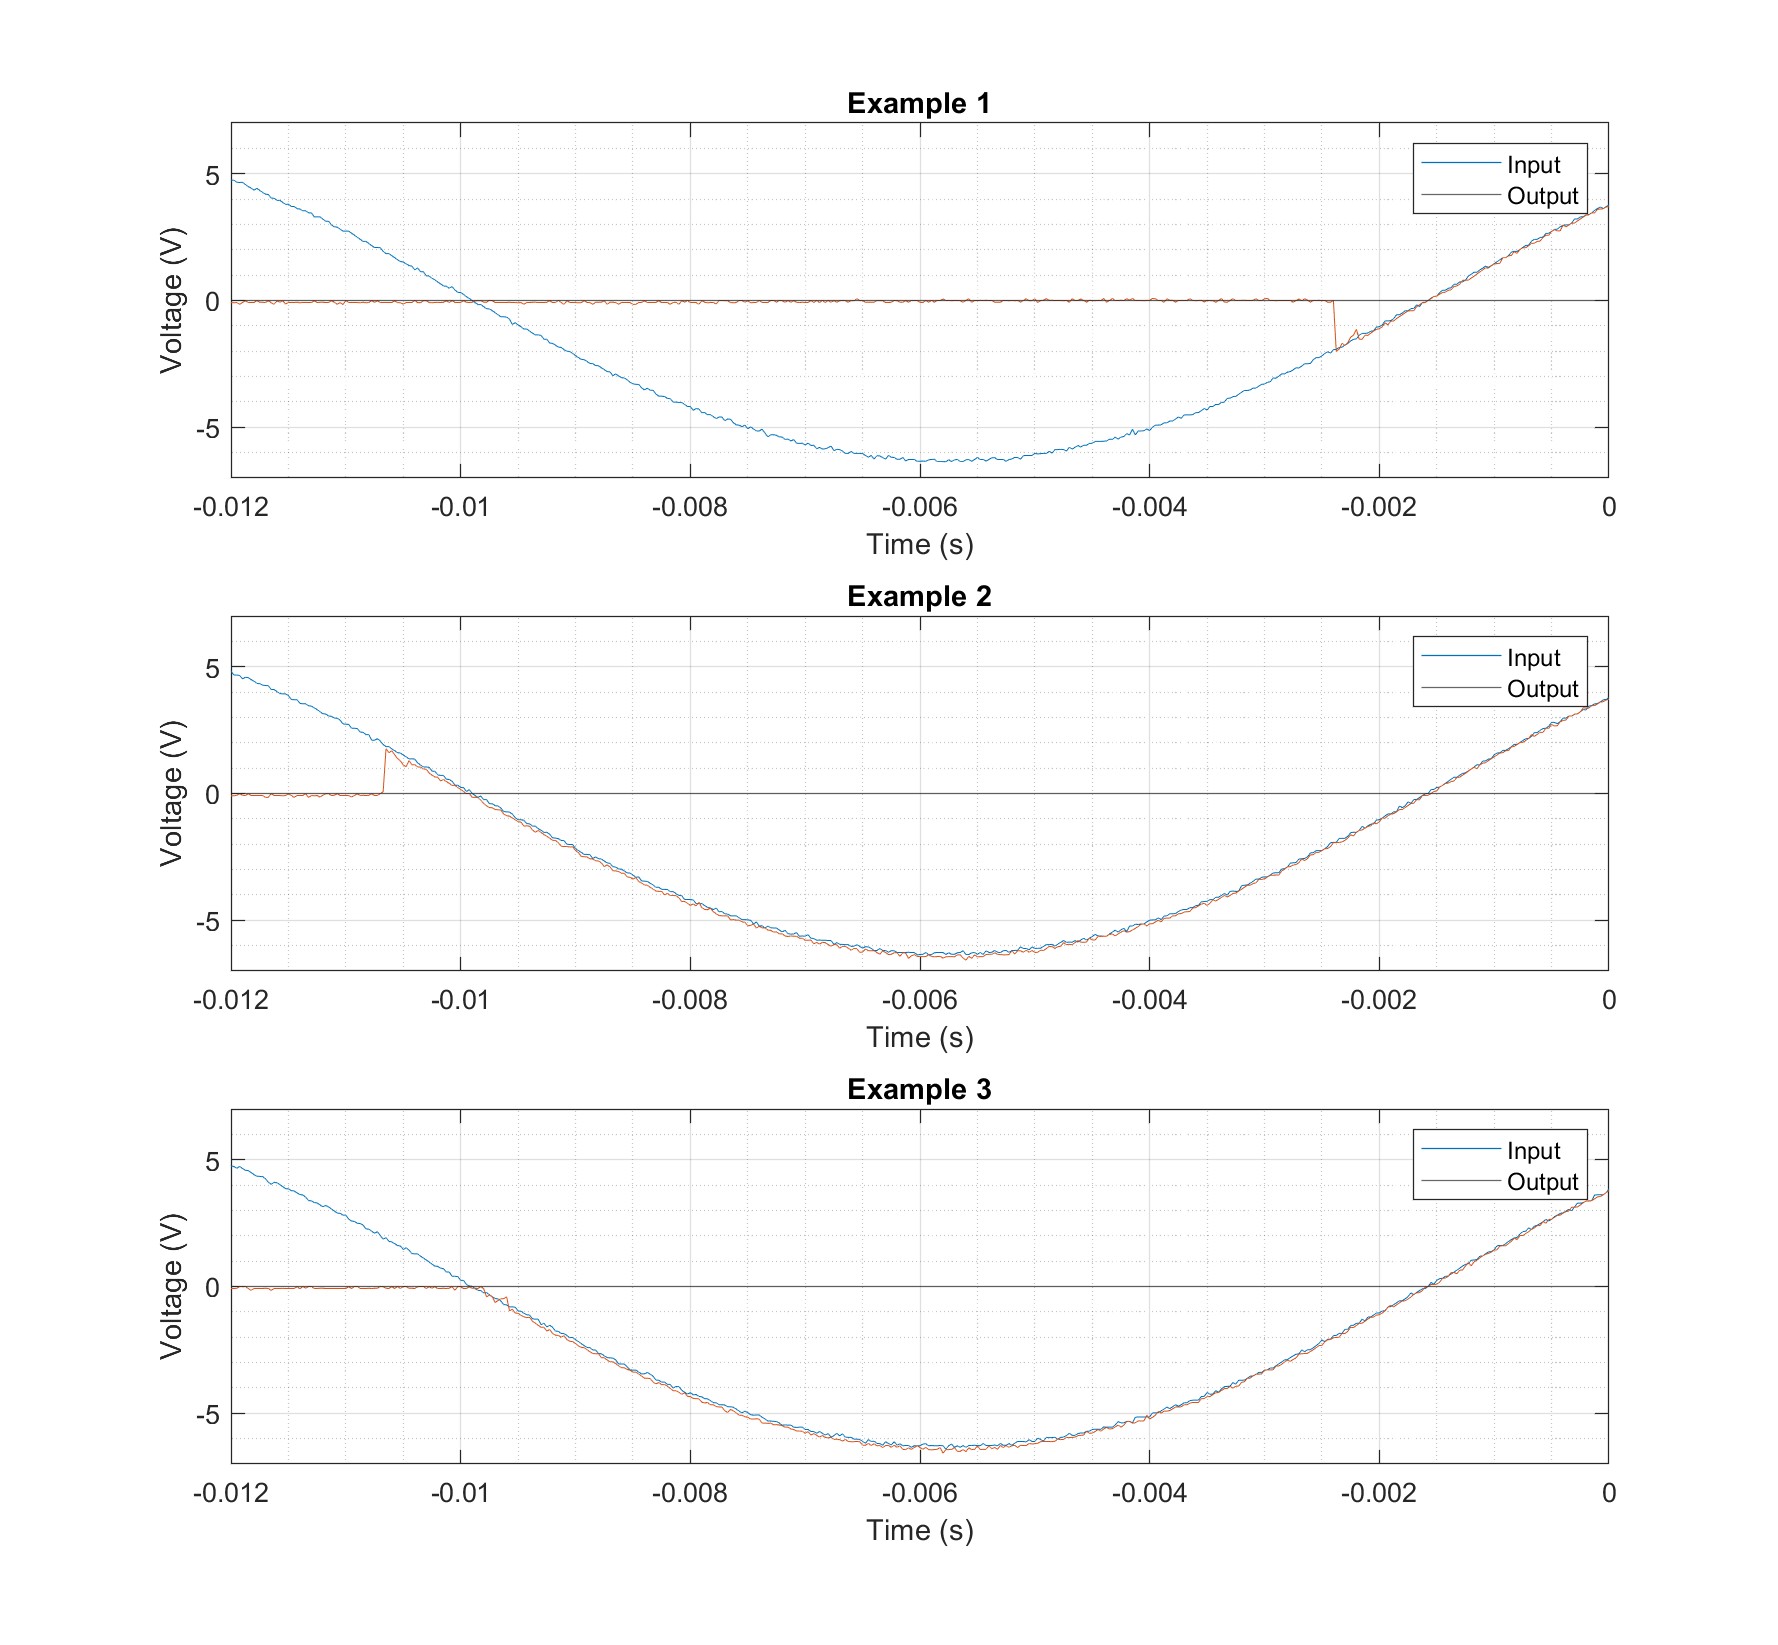 Example 1
Input
Output
5
0
-5
Voltage (V)
-0.012 -0.01 -0.008 -0.006 -0.004 -0.002 0
Time (s)
Example 2
Input
Output
5
0
-5
Voltage (V)
-0.012 -0.01 -0.008 -0.006 -0.004 -0.002 0
Time (s)
Example 3
Input
Output
5
0
-5
Voltage (V)
-0.012 -0.01 -0.008 -0.006 -0.004 -0.002 0
Time (s)